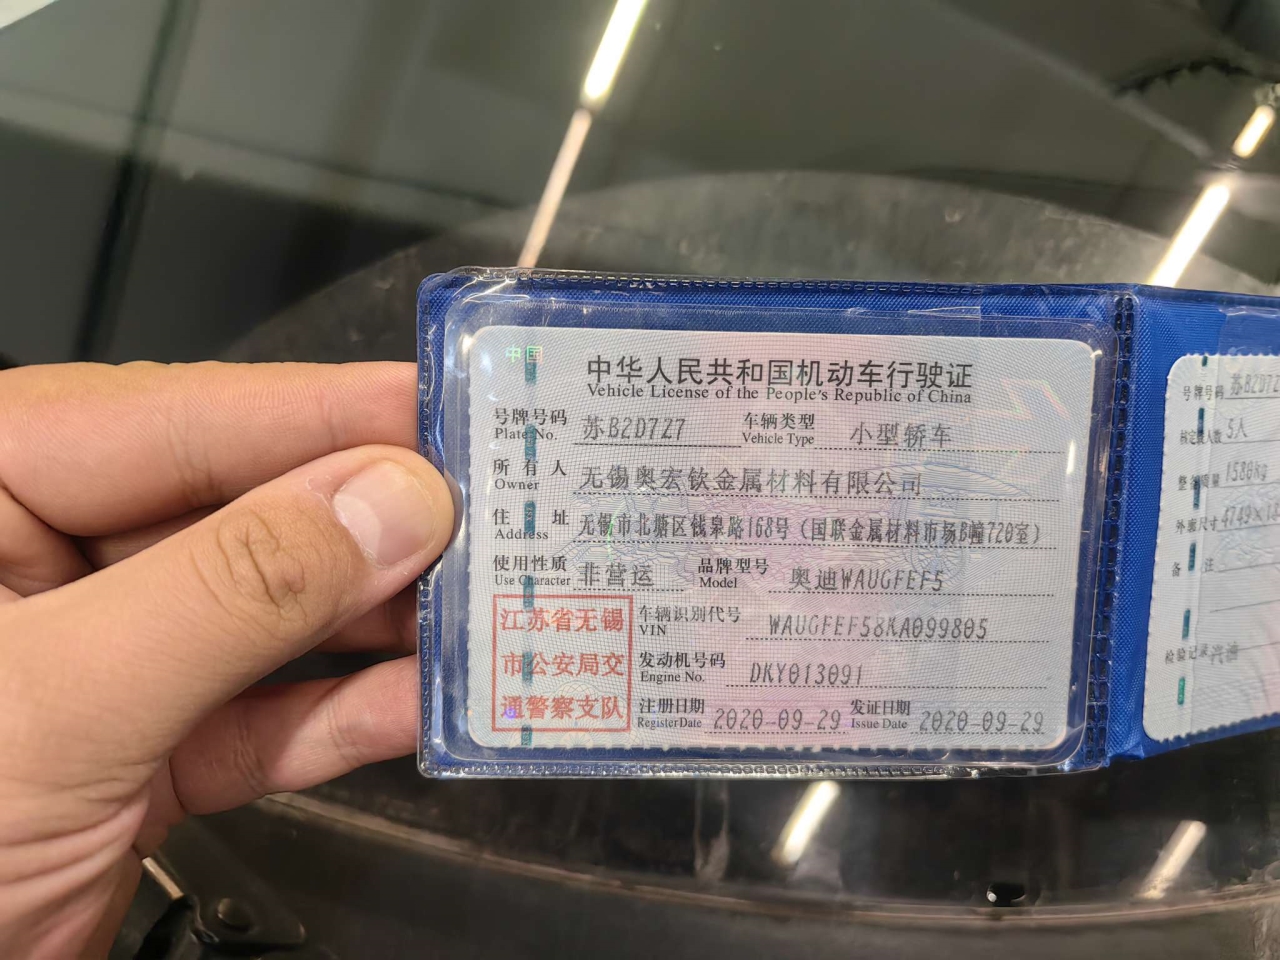 中国
中华人民共和国机动车行驶证
Vehicle License of the People's Republic of China
号牌号码 苏B2D7Z7 车辆类型 小型轿车
Plate No. Vehicle Type
所有人 无锡奥宏钦金属材料有限公司
Owner
住址 无锡市北塘区钱泉路168号(国联金属材料市场B幢720室)
Address
使用性质 非营运 品牌型号 奥迪WAUGFEF5
Use Character Model
江苏省无锡
市公安局交
通警察支队
车辆识别代号 WAUGFEF58KA099805
VIN
发动机号码 DKY013091
Engine No.
注册日期 2020-09-29 发证日期 2020-09-29
Register Date Issue Date
号牌号码 苏B2D7Z
核定载人数 5人
整备质量 1580kg
外廓尺寸 4749×18
备注
检验记录 汽油